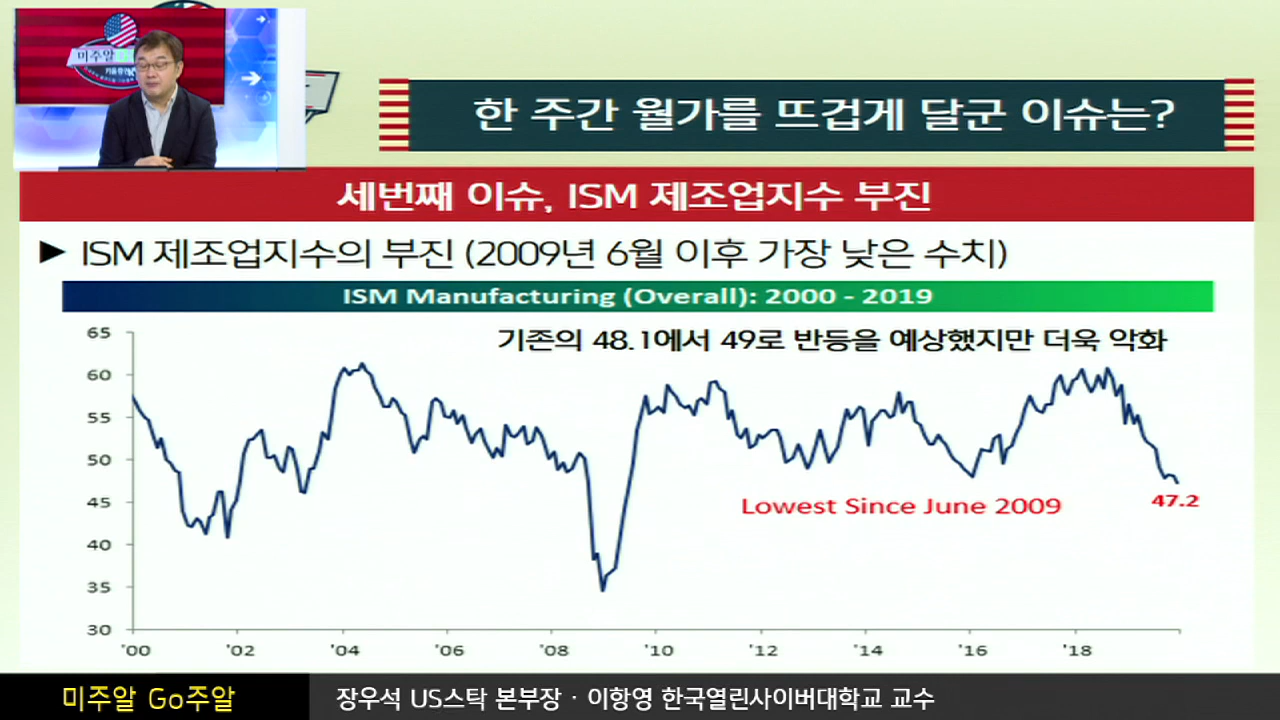 미주알
한 주간 월가를 뜨겁게 달군 이슈는?
세번째 이슈, ISM 제조업지수 부진
▶ ISM 제조업지수의 부진 (2009년 6월 이후 가장 낮은 수치)
ISM Manufacturing (Overall): 2000 - 2019
기존의 48.1에서 49로 반등을 예상했지만 더욱 악화
65
60
55
50
45
40
35
30
Lowest Since June 2009
47.2
'00 '02 '04 '06 '08 '10 '12 '14 '16 '18
미주알 Go주알
장우석 US스탁 본부장 · 이항영 한국열린사이버대학교 교수